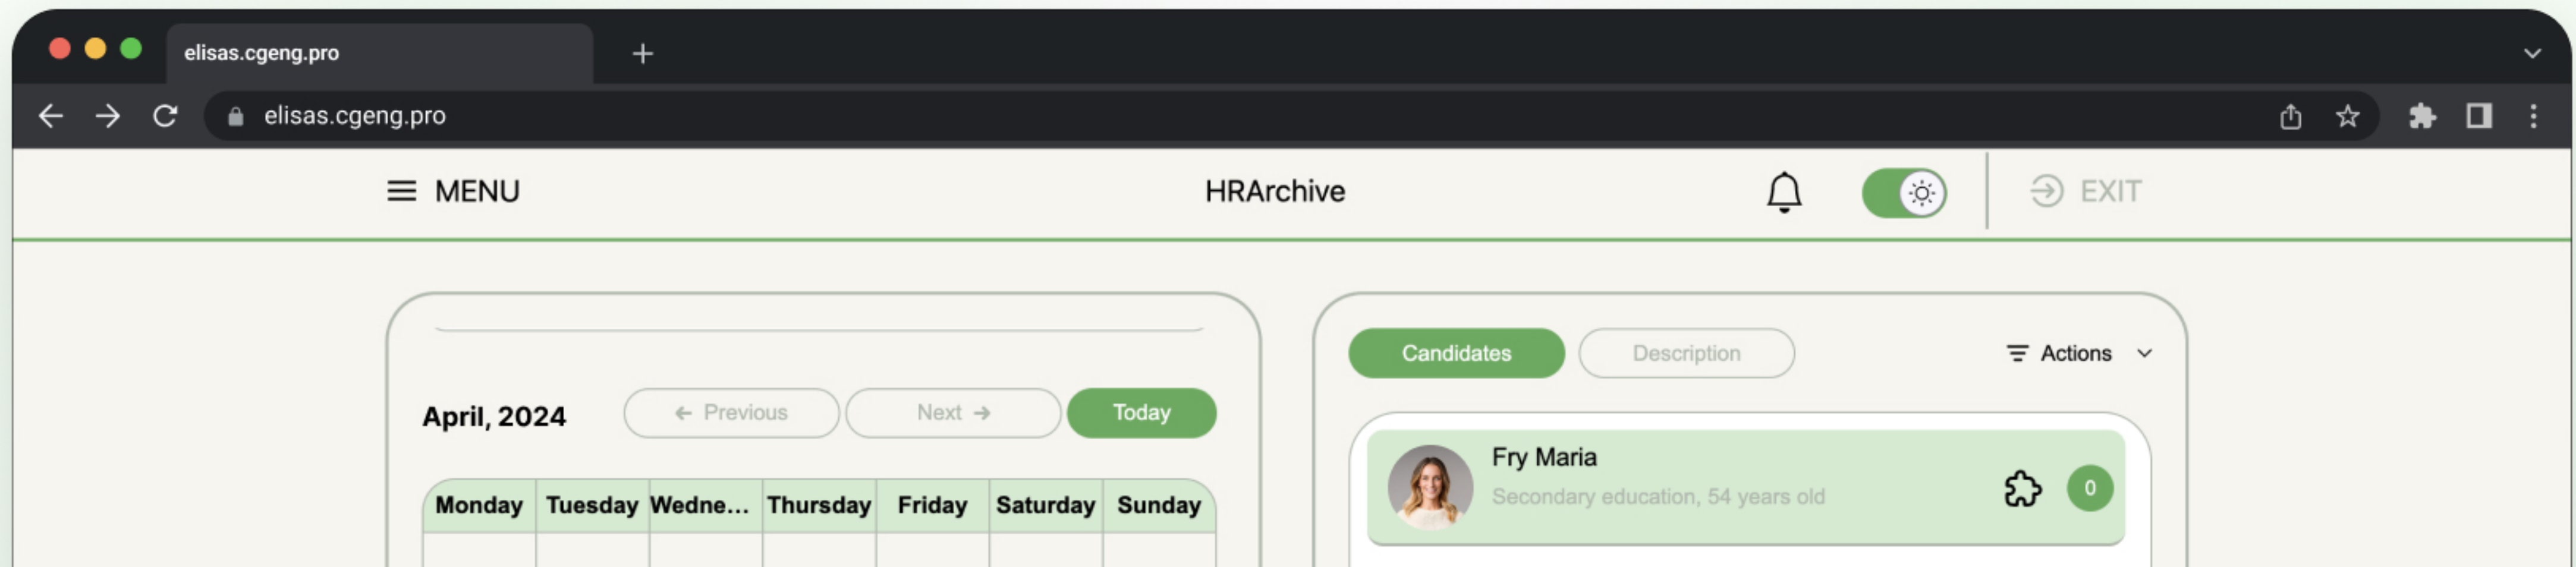 elisas.cgeng.pro
elisas.cgeng.pro
MENU HRArchive EXIT
Candidates Description Actions
April, 2024 Previous Next Today
Fry Maria
Secondary education, 54 years old 0
Monday Tuesday Wedne... Thursday Friday Saturday Sunday